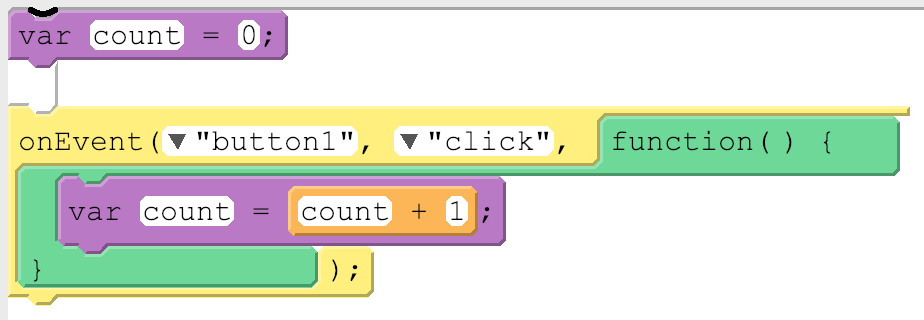 var count = 0;
onEvent(▼"button1", ▼"click", function() {
var count = count + 1;
} );